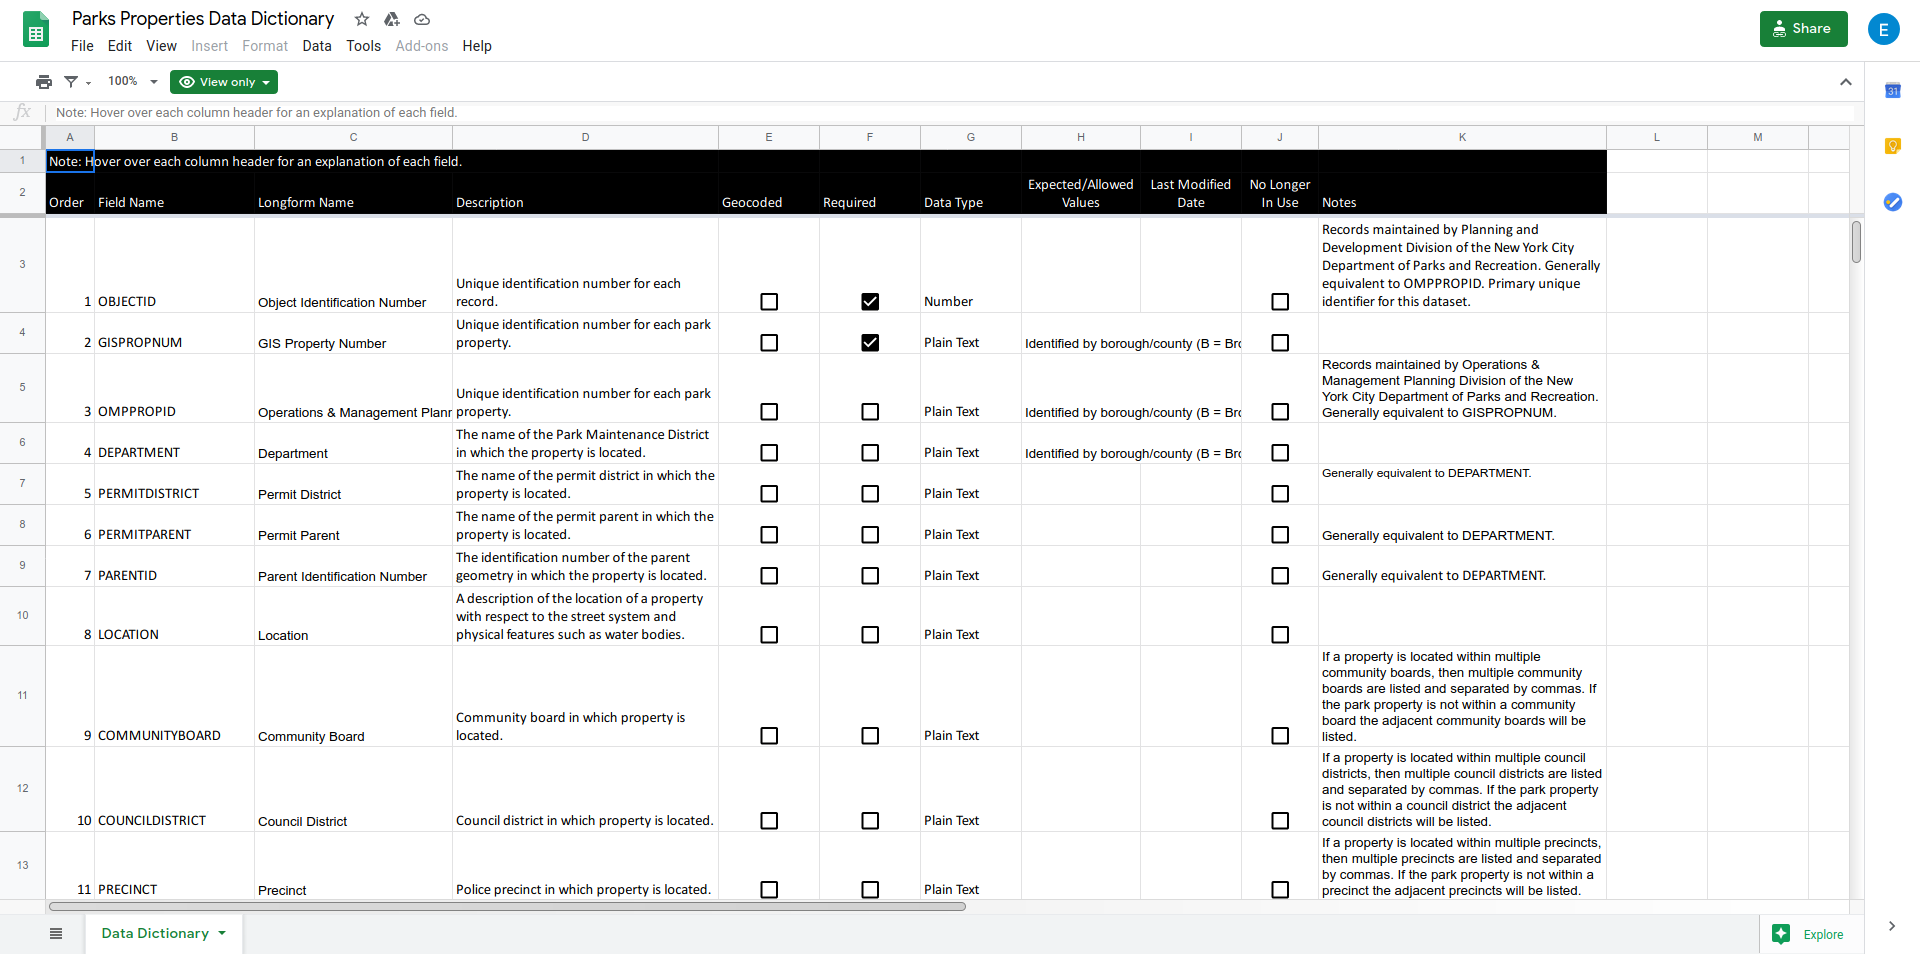 Parks Properties Data Dictionary
File Edit View Insert Format Data Tools Add-ons Help
Share
E
100%
View only
31
fx Note: Hover over each column header for an explanation of each field.
A B C D E F G H I J K L M
1 Note: Hover over each column header for an explanation of each field.
2 Order Field Name Longform Name Description Geocoded Required Data Type Expected/Allowed Values Last Modified Date No Longer In Use Notes
3
1 OBJECTID Object Identification Number
Unique identification number for each
record.
Number
Records maintained by Planning and
Development Division of the New York City
Department of Parks and Recreation. Generally
equivalent to OMPPROPID. Primary unique
identifier for this dataset.
4
2 GISPROPNUM GIS Property Number
Unique identification number for each park
property.
Plain Text Identified by borough/county (B = Bro
5
3 OMPPROPID Operations & Management Plann
Unique identification number for each park
property.
Plain Text Identified by borough/county (B = Bro
Records maintained by Operations &
Management Planning Division of the New
York City Department of Parks and Recreation.
Generally equivalent to GISPROPNUM.
6
4 DEPARTMENT Department
The name of the Park Maintenance District
in which the property is located.
Plain Text Identified by borough/county (B = Bro
7
5 PERMITDISTRICT Permit District
The name of the permit district in which the
property is located.
Plain Text
Generally equivalent to DEPARTMENT.
8
6 PERMITPARENT Permit Parent
The name of the permit parent in which the
property is located.
Plain Text
Generally equivalent to DEPARTMENT.
9
7 PARENTID Parent Identification Number
The identification number of the parent
geometry in which the property is located.
Plain Text
Generally equivalent to DEPARTMENT.
10
8 LOCATION Location
A description of the location of a property
with respect to the street system and
physical features such as water bodies.
Plain Text
11
9 COMMUNITYBOARD Community Board
Community board in which property is
located.
Plain Text
If a property is located within multiple
community boards, then multiple community
boards are listed and separated by commas. If
the park property is not within a community
board the adjacent community boards will be
listed.
12
10 COUNCILDISTRICT Council District
Council district in which property is located.
Plain Text
If a property is located within multiple council
districts, then multiple council districts are listed
and separated by commas. If the park property
is not within a council district the adjacent
council districts will be listed.
13
11 PRECINCT Precinct
Police precinct in which property is located.
Plain Text
If a property is located within multiple precincts,
then multiple precincts are listed and separated
by commas. If the park property is not within a
precinct the adjacent precincts will be listed.
Data Dictionary
Explore